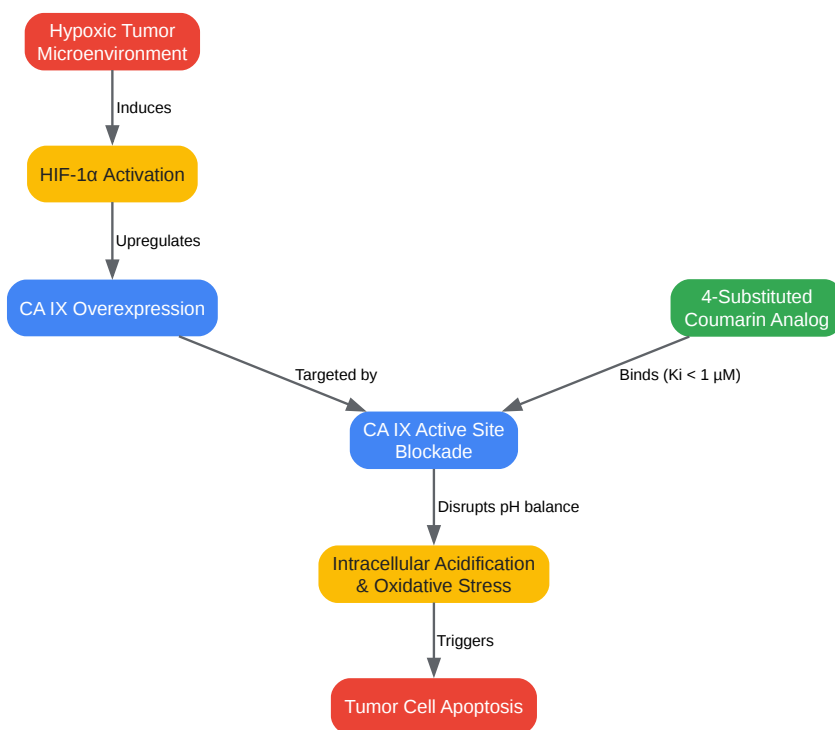 Hypoxic Tumor
Microenvironment
Induces
HIF-1α Activation
Upregulates
CA IX Overexpression
4-Substituted
Coumarin Analog
Targeted by
Binds (Ki < 1 µM)
CA IX Active Site
Blockade
Disrupts pH balance
Intracellular Acidification
& Oxidative Stress
Triggers
Tumor Cell Apoptosis